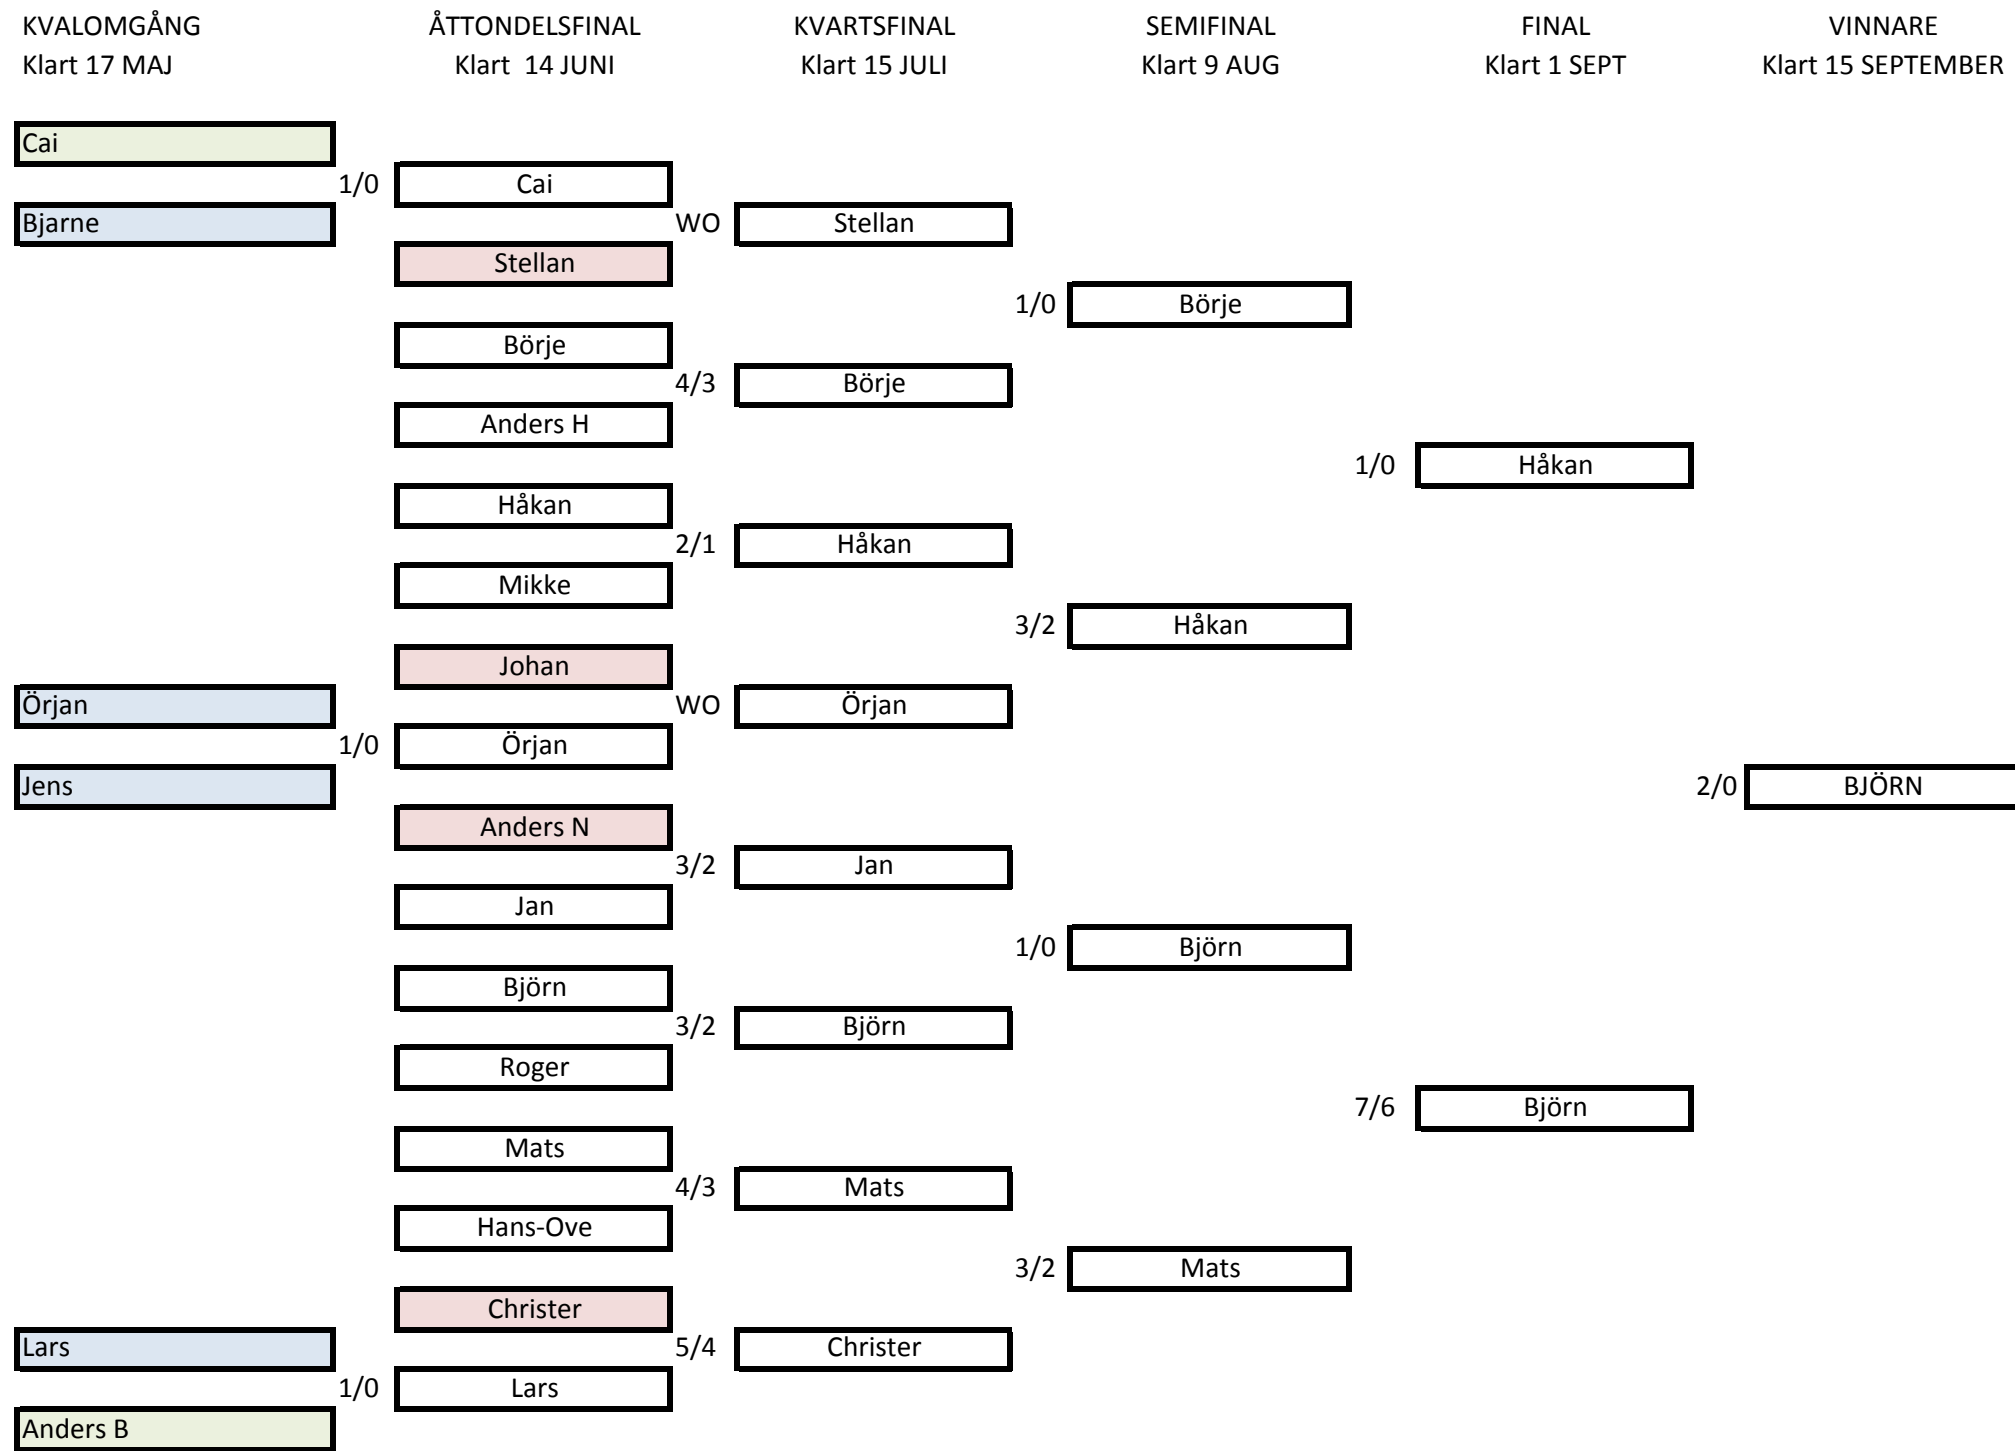 KVALOMGÅNG ÅTTONDELSFINAL KVARTSFINAL SEMIFINAL FINAL VINNARE
Klart 17 MAJ Klart 14 JUNI Klart 15 JULI Klart 9 AUG Klart 1 SEPT Klart 15 SEPTEMBER
Cai
1/0 Cai
Bjarne WO Stellan
Stellan
1/0 Börje
Börje
4/3 Börje
Anders H
1/0 Håkan
Håkan
2/1 Håkan
Mikke
3/2 Håkan
Johan
Örjan WO Örjan
1/0 Örjan
Jens 2/0 BJÖRN
Anders N
3/2 Jan
Jan
1/0 Björn
Björn
3/2 Björn
Roger
7/6 Björn
Mats
4/3 Mats
Hans-Ove
3/2 Mats
Christer
Lars 5/4 Christer
1/0 Lars
Anders B